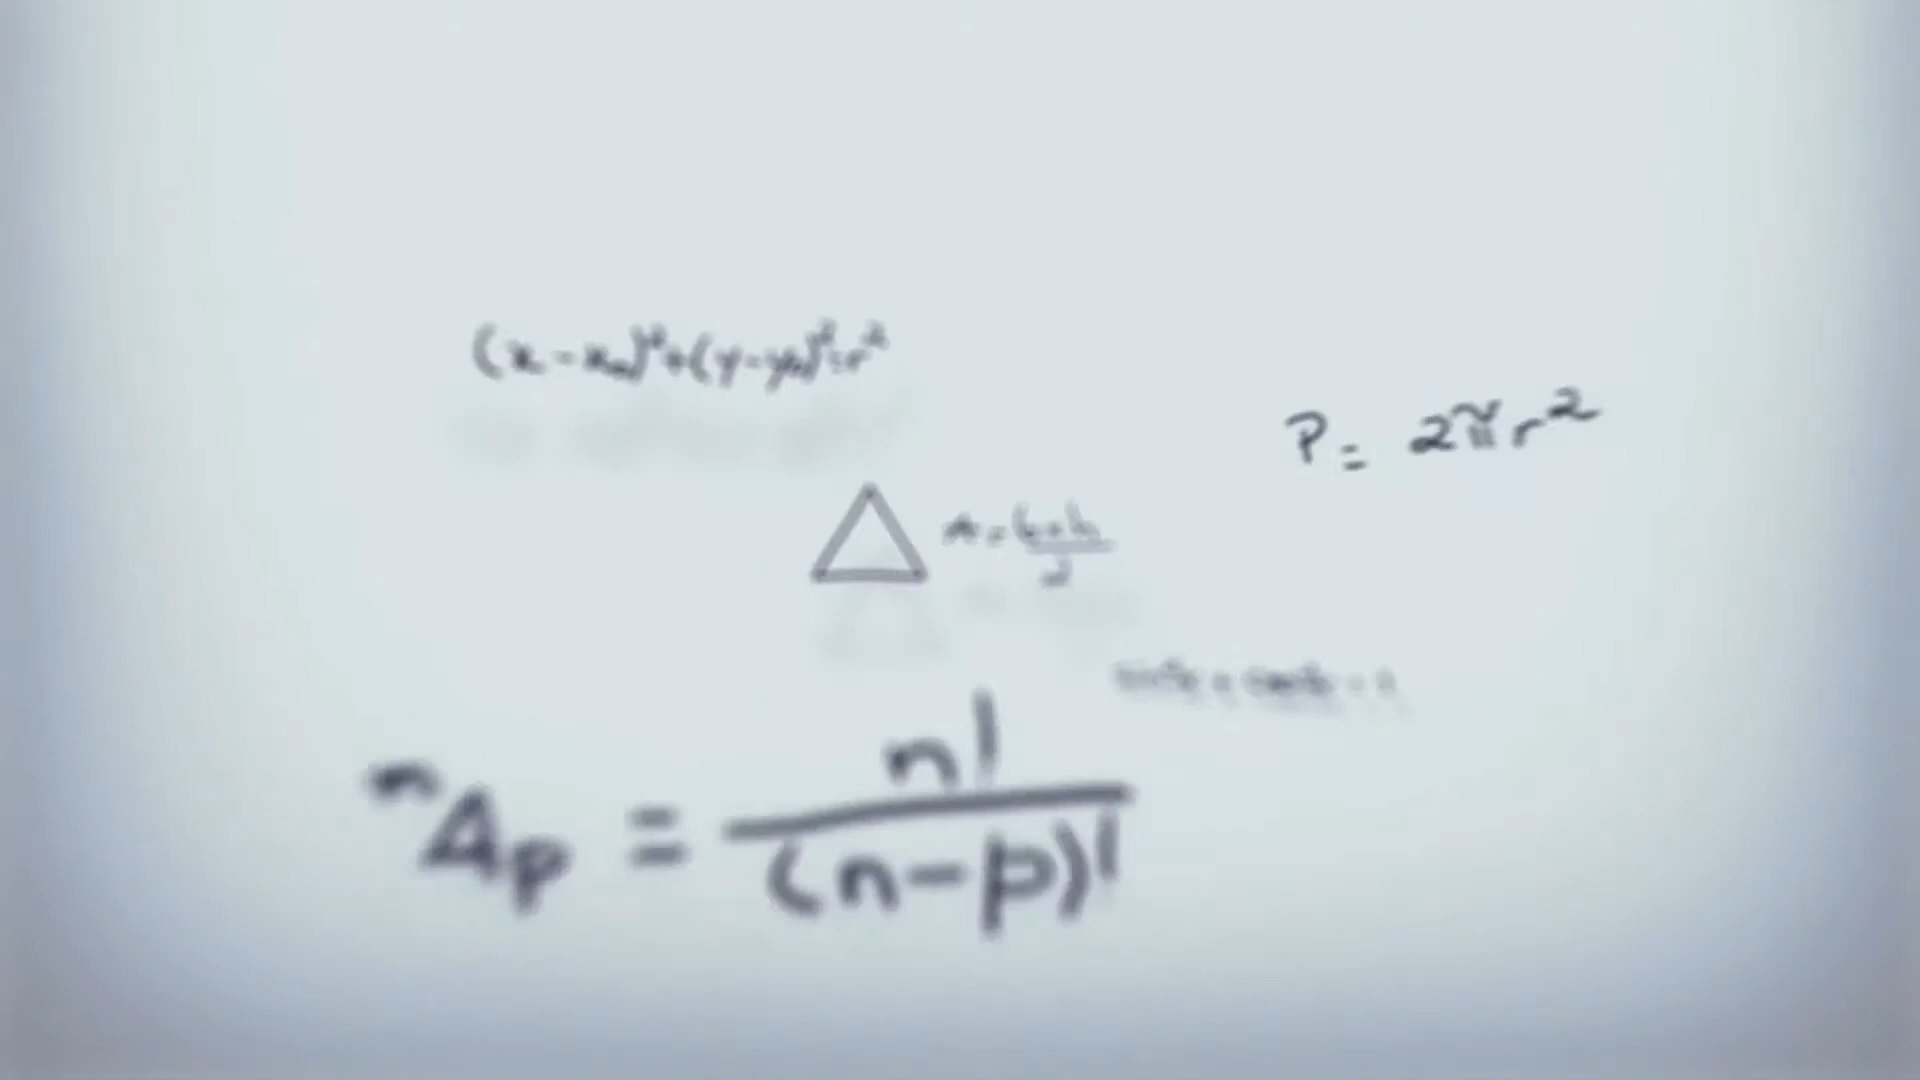 (x-x₀)²+(y-y₀)²=r²
P = 2πr²
A = b×h/2
ⁿAₚ = n!/(n-p)!